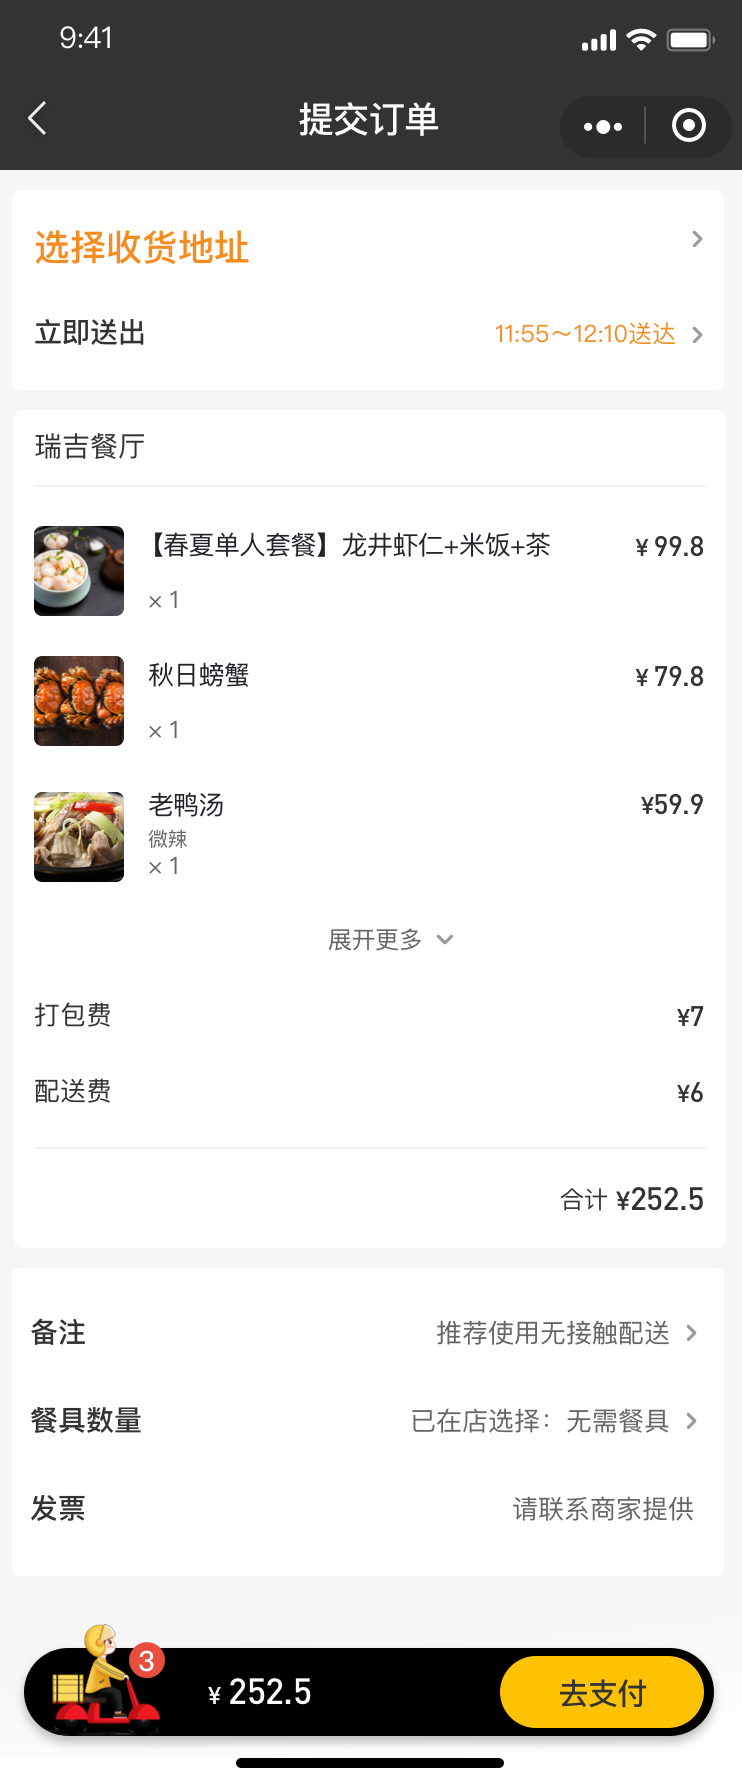 9:41
提交订单
选择收货地址
立即送出 11:55～12:10送达
瑞吉餐厅
【春夏单人套餐】龙井虾仁+米饭+茶 ¥ 99.8
× 1
秋日螃蟹 ¥ 79.8
× 1
老鸭汤 ¥59.9
微辣
× 1
展开更多
打包费 ¥7
配送费 ¥6
合计 ¥252.5
备注 推荐使用无接触配送
餐具数量 已在店选择：无需餐具
发票 请联系商家提供
3
¥ 252.5 去支付